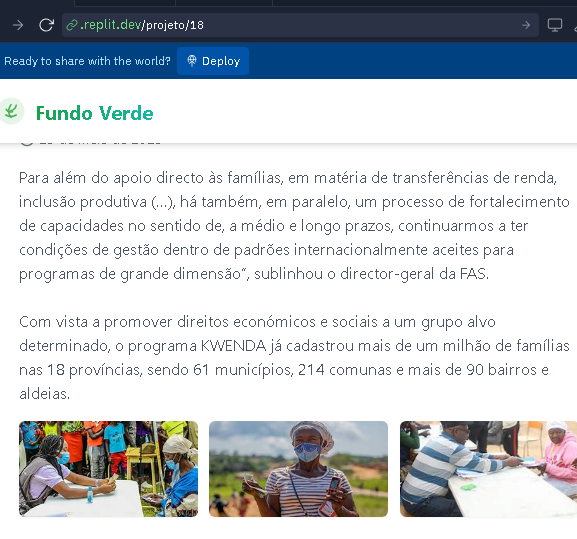 .replit.dev/projeto/18
Ready to share with the world?
Deploy
Fundo Verde
Para além do apoio directo às famílias, em matéria de transferências de renda,
inclusão produtiva (...), há também, em paralelo, um processo de fortalecimento
de capacidades no sentido de, a médio e longo prazos, continuarmos a ter
condições de gestão dentro de padrões internacionalmente aceites para
programas de grande dimensão“, sublinhou o director-geral da FAS.
Com vista a promover direitos económicos e sociais a um grupo alvo
determinado, o programa KWENDA já cadastrou mais de um milhão de famílias
nas 18 províncias, sendo 61 municípios, 214 comunas e mais de 90 bairros e
aldeias.